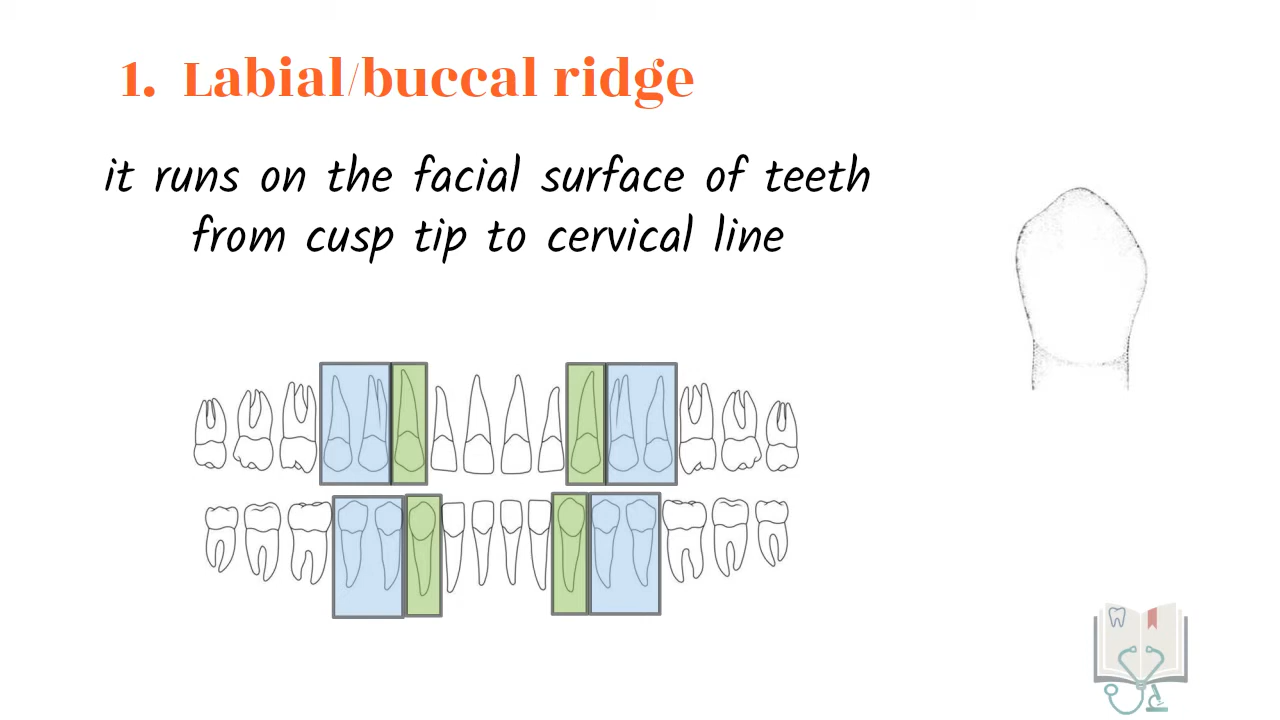 1. Labial/buccal ridge
it runs on the facial surface of teeth
from cusp tip to cervical line